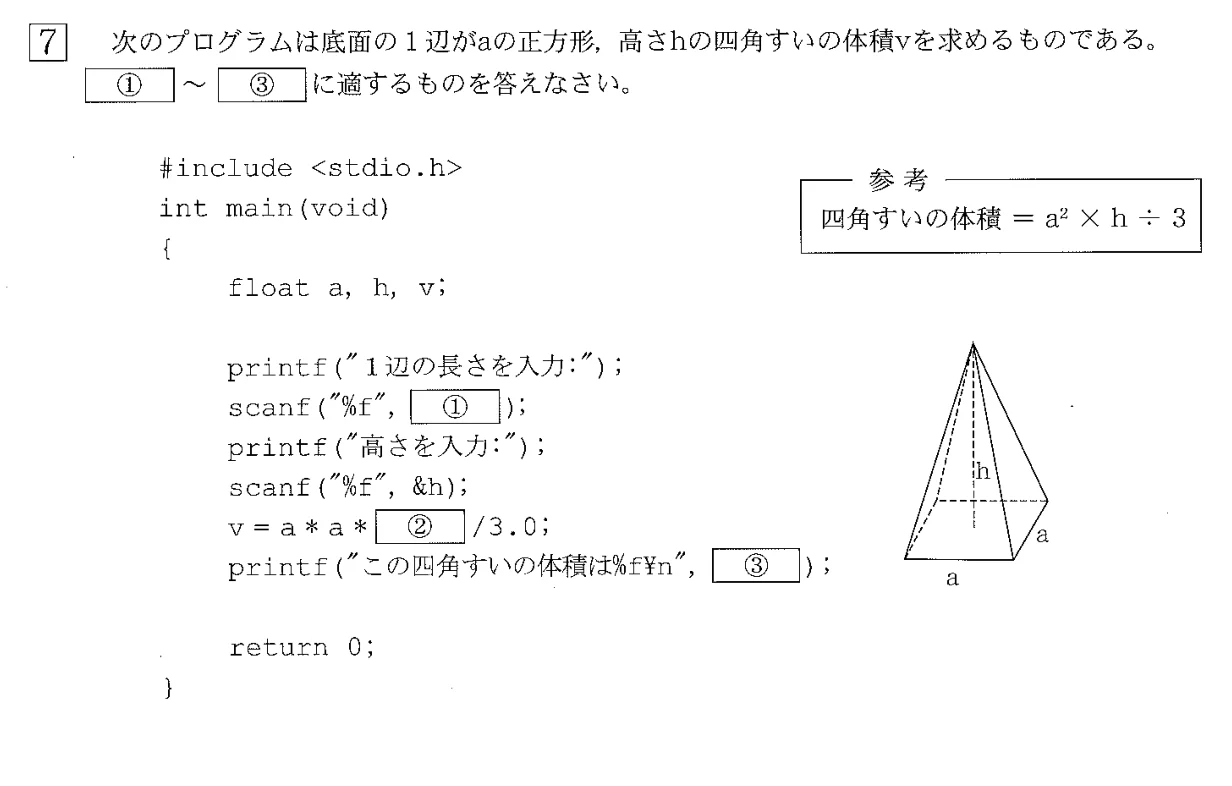 7 次のプログラムは底面の1辺がaの正方形，高さhの四角すいの体積vを求めるものである。
① ～ ③ に適するものを答えなさい。
#include <stdio.h>
int main(void)
{
float a, h, v;
printf("1辺の長さを入力:");
scanf("%f", ① );
printf("高さを入力:");
scanf("%f", &h);
v = a * a * ② /3.0;
printf("この四角すいの体積は%f¥n", ③ );
return 0;
}
参考
四角すいの体積 = a² × h ÷ 3
h
a
a